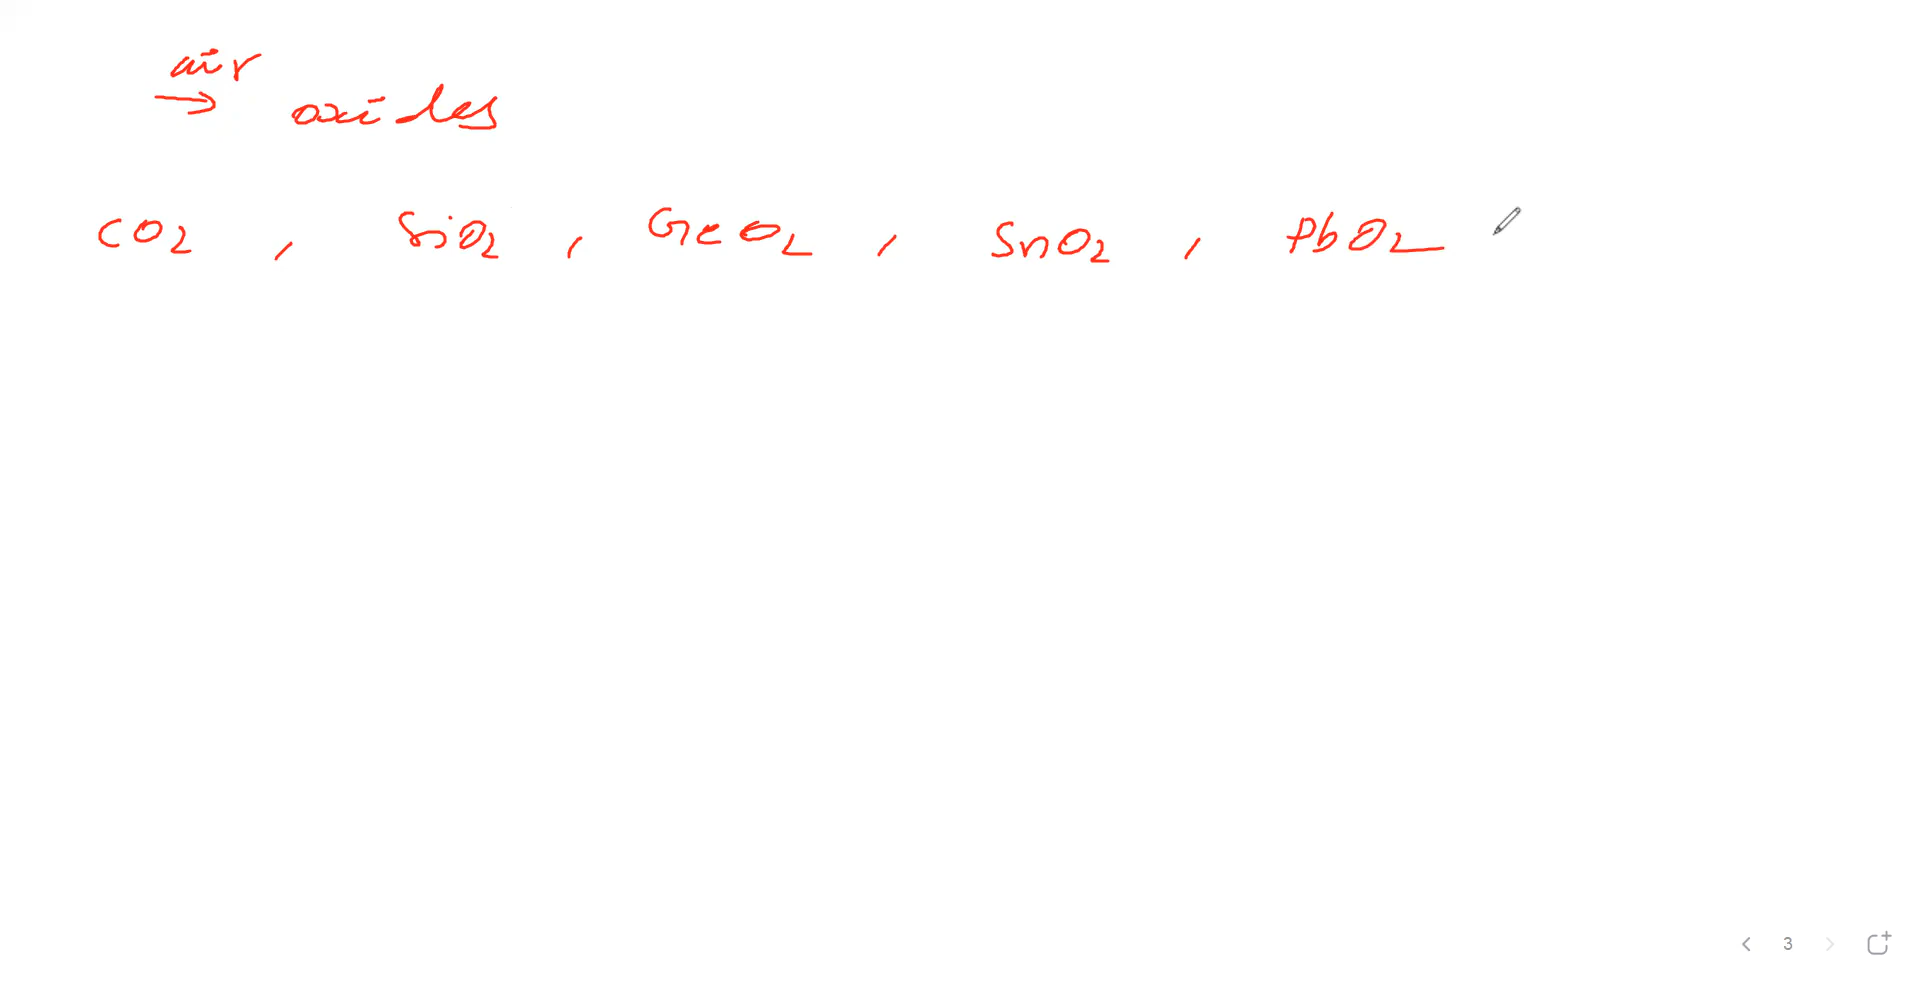 air
→ oxides
CO2 , SiO2 , GeO2 , SnO2 , PbO2
3